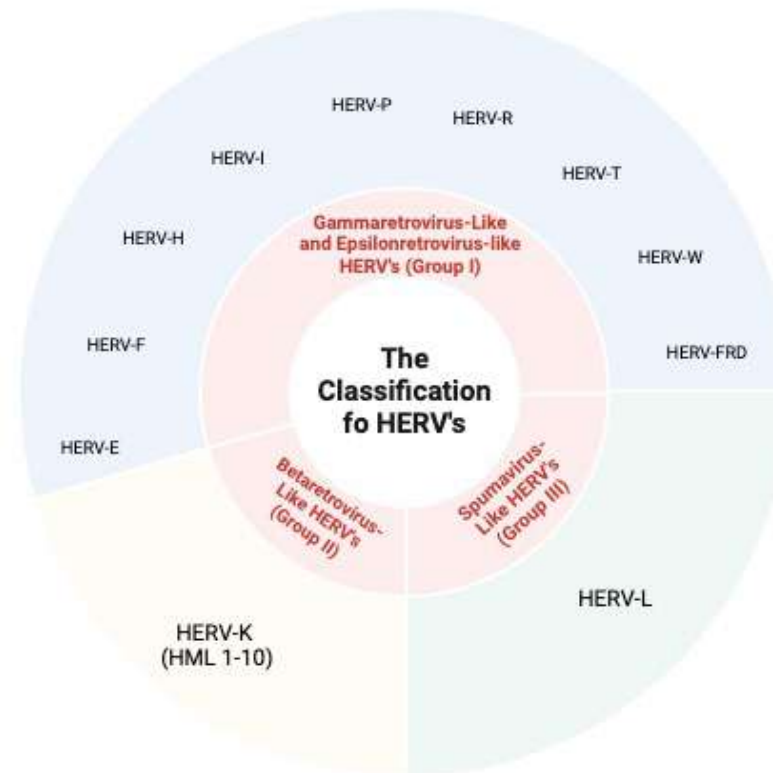 HERV-P
HERV-R
HERV-I
HERV-T
HERV-H
HERV-W
HERV-F
HERV-FRD
HERV-E
Gammaretrovirus-Like
and Epsilonretrovirus-like
HERV's (Group I)
The
Classification
fo HERV's
Betaretrovirus-
Like HERV's
(Group II)
Spumavirus-
Like HERV's
(Group III)
HERV-K
(HML 1-10)
HERV-L